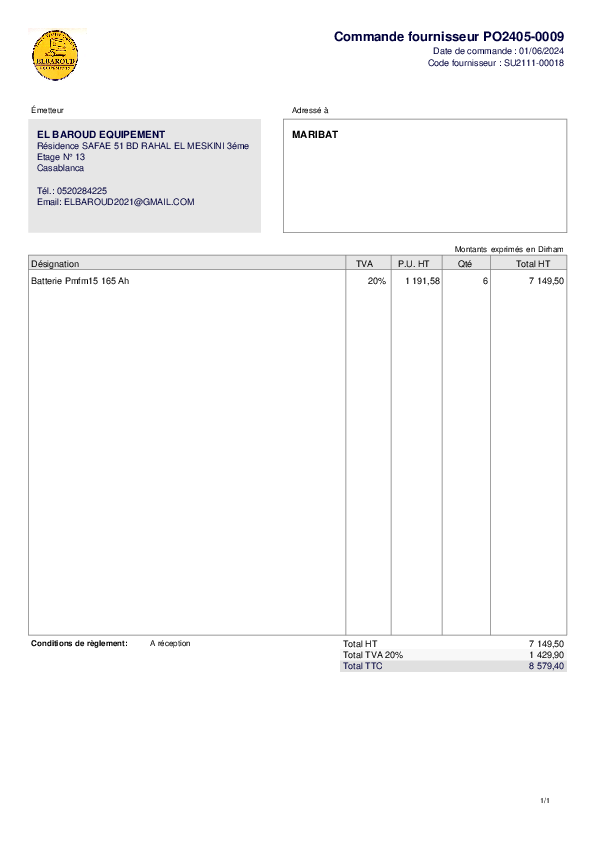 ELBAROUD
EQUIPEMENTS
Commande fournisseur PO2405-0009
Date de commande : 01/06/2024
Code fournisseur : SU2111-00018
Émetteur
Adressé à
EL BAROUD EQUIPEMENT
Résidence SAFAE 51 BD RAHAL EL MESKINI 3éme
Etage N° 13
Casablanca
Tél.: 0520284225
Email: ELBAROUD2021@GMAIL.COM
MARIBAT
Montants exprimés en Dirham
Désignation TVA P.U. HT Qté Total HT
Batterie Pmfm15 165 Ah 20% 1 191,58 6 7 149,50
Conditions de règlement: A réception
Total HT 7 149,50
Total TVA 20% 1 429,90
Total TTC 8 579,40
1/1